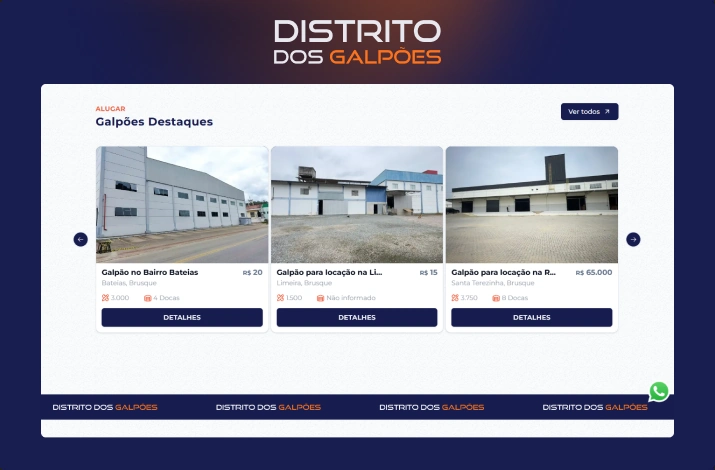 DISTRITO
DOS GALPÕES
ALUGAR
Galpões Destaques
Ver todos
Galpão no Bairro Bateias
R$ 20
Bateias, Brusque
3.000
4 Docas
DETALHES
Galpão para locação na Li...
R$ 15
Limeira, Brusque
1.500
Não informado
DETALHES
Galpão para locação na R...
R$ 65.000
Santa Terezinha, Brusque
3.750
8 Docas
DETALHES
DISTRITO DOS GALPÕES
DISTRITO DOS GALPÕES
DISTRITO DOS GALPÕES
DISTRITO DOS GALPÕES